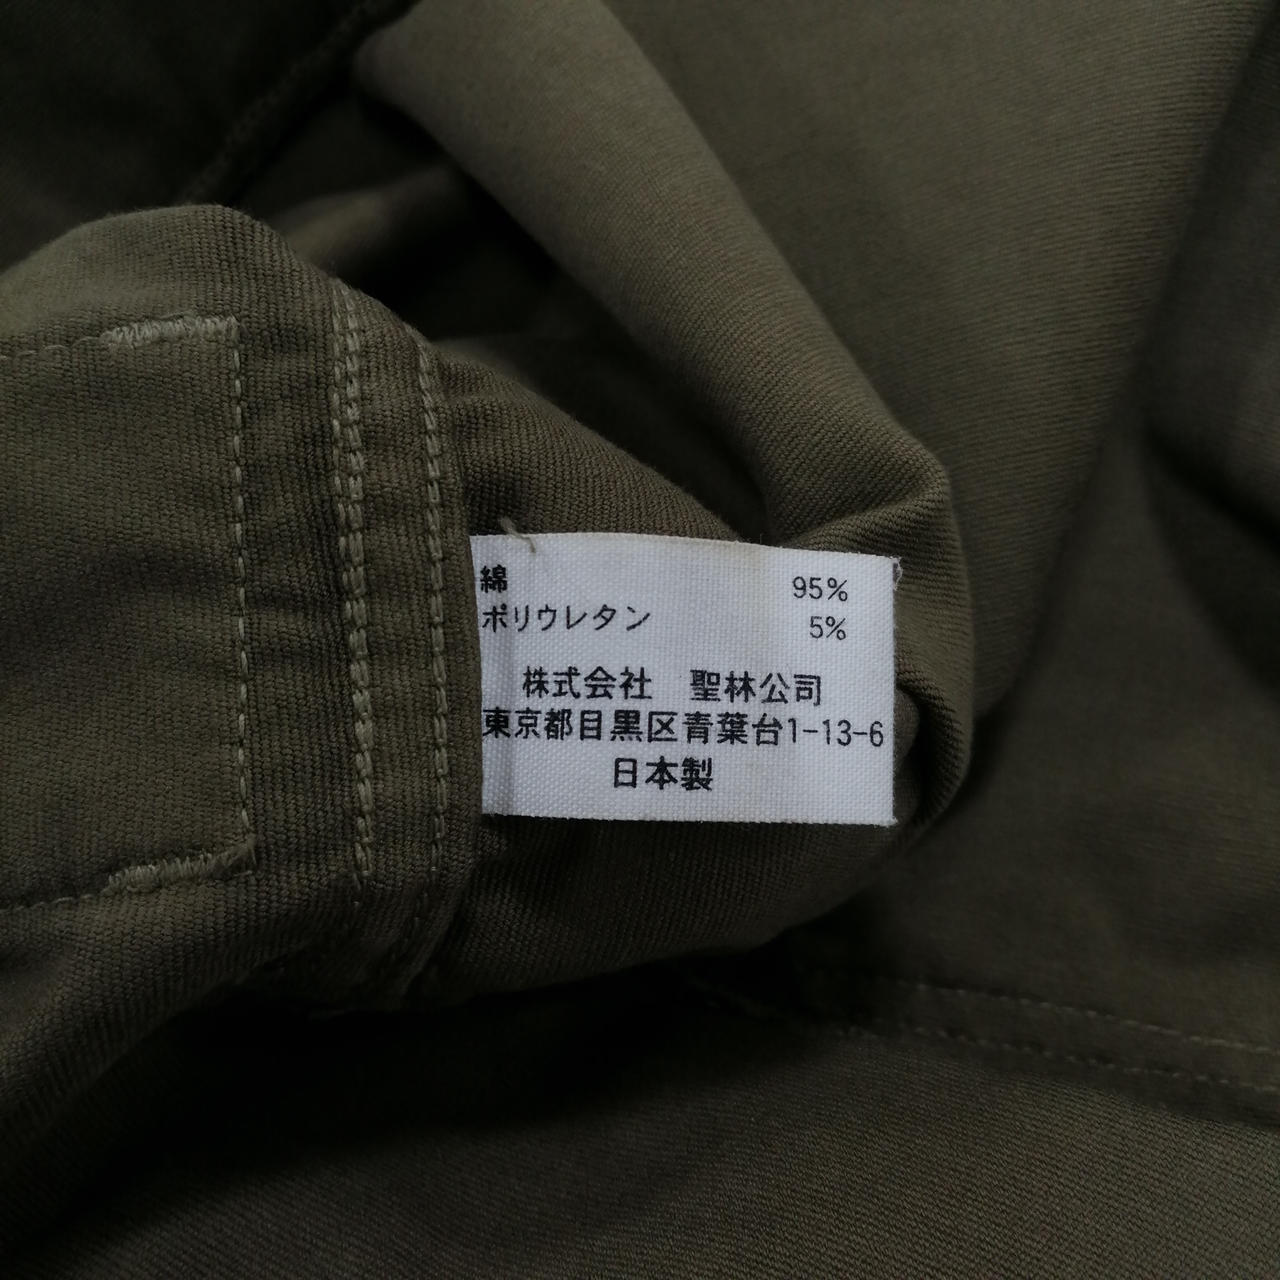 綿 95%
ポリウレタン 5%
株式会社 聖林公司
東京都目黒区青葉台1-13-6
日本製